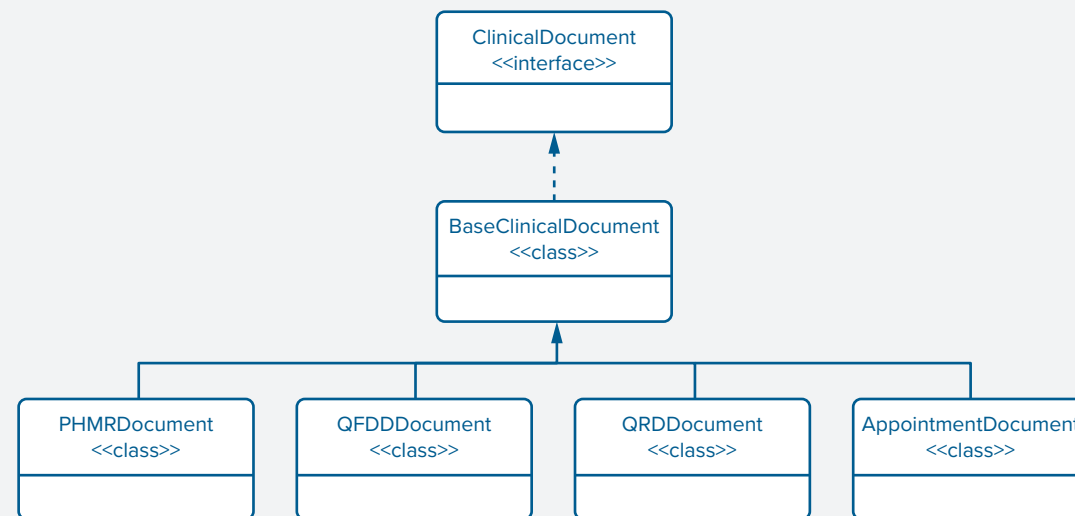 ClinicalDocument
<<interface>>
BaseClinicalDocument
<<class>>
PHMRDocument
<<class>>
QFDDDocument
<<class>>
QRDDocument
<<class>>
AppointmentDocument
<<class>>